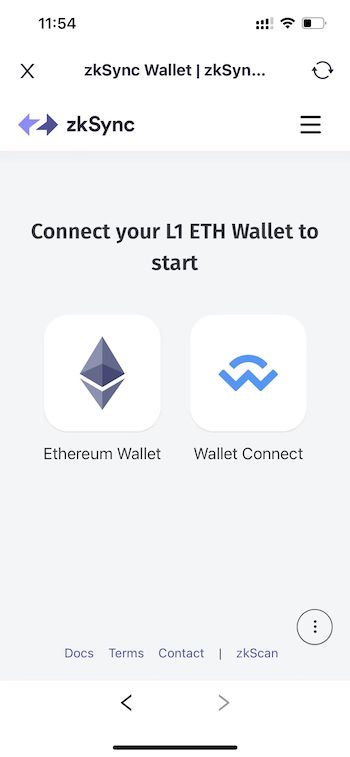 11:54
zkSync Wallet | zkSyn...
zkSync
Connect your L1 ETH Wallet to
start
Ethereum Wallet
Wallet Connect
Docs Terms Contact | zkScan